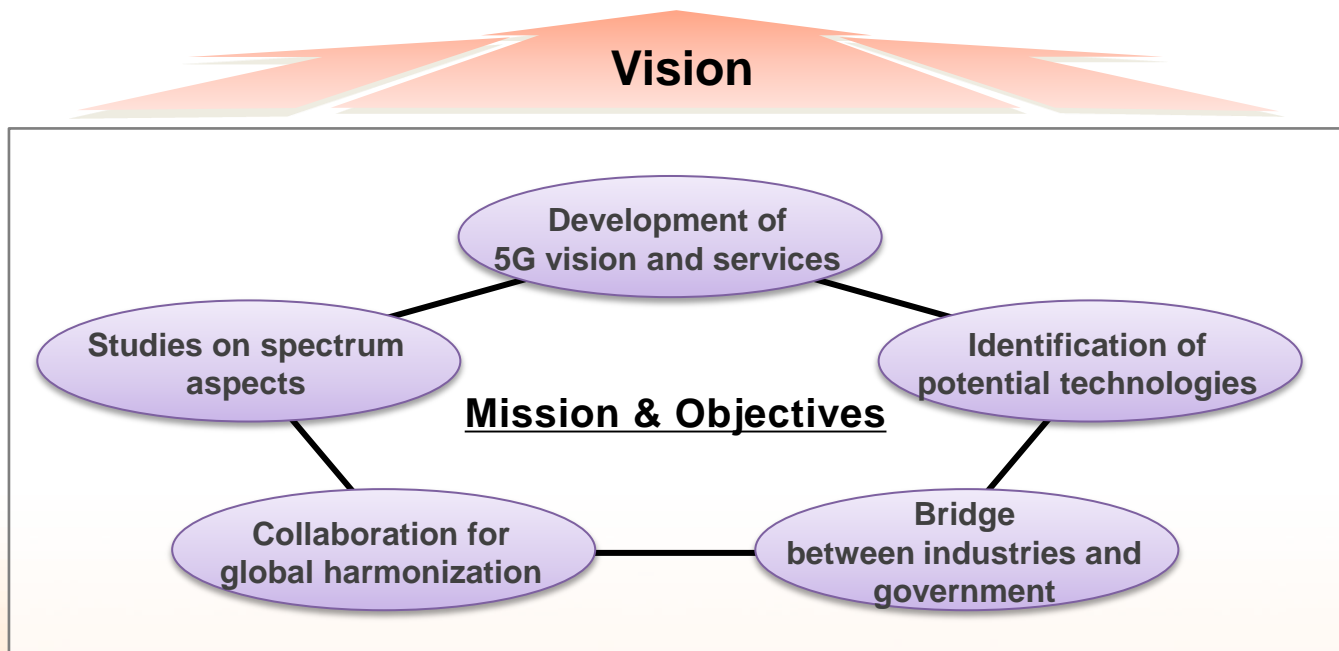 Vision
Development of
5G vision and services
Studies on spectrum
aspects
Identification of
potential technologies
Mission & Objectives
Collaboration for
global harmonization
Bridge
between industries and
government